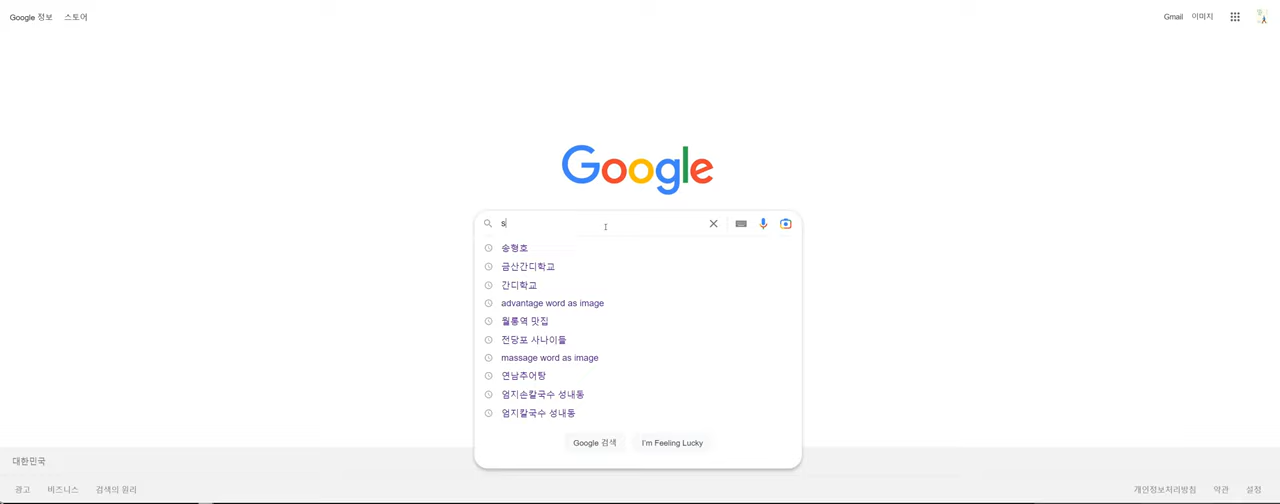 Google 정보 스토어
Gmail 이미지
Google
s
송형호
금산간디학교
간디학교
advantage word as image
월롱역 맛집
전당포 사나이들
massage word as image
연남추어탕
엄지손칼국수 성내동
엄지칼국수 성내동
Google 검색 I'm Feeling Lucky
대한민국
광고 비즈니스 검색의 원리
개인정보처리방침 약관 설정